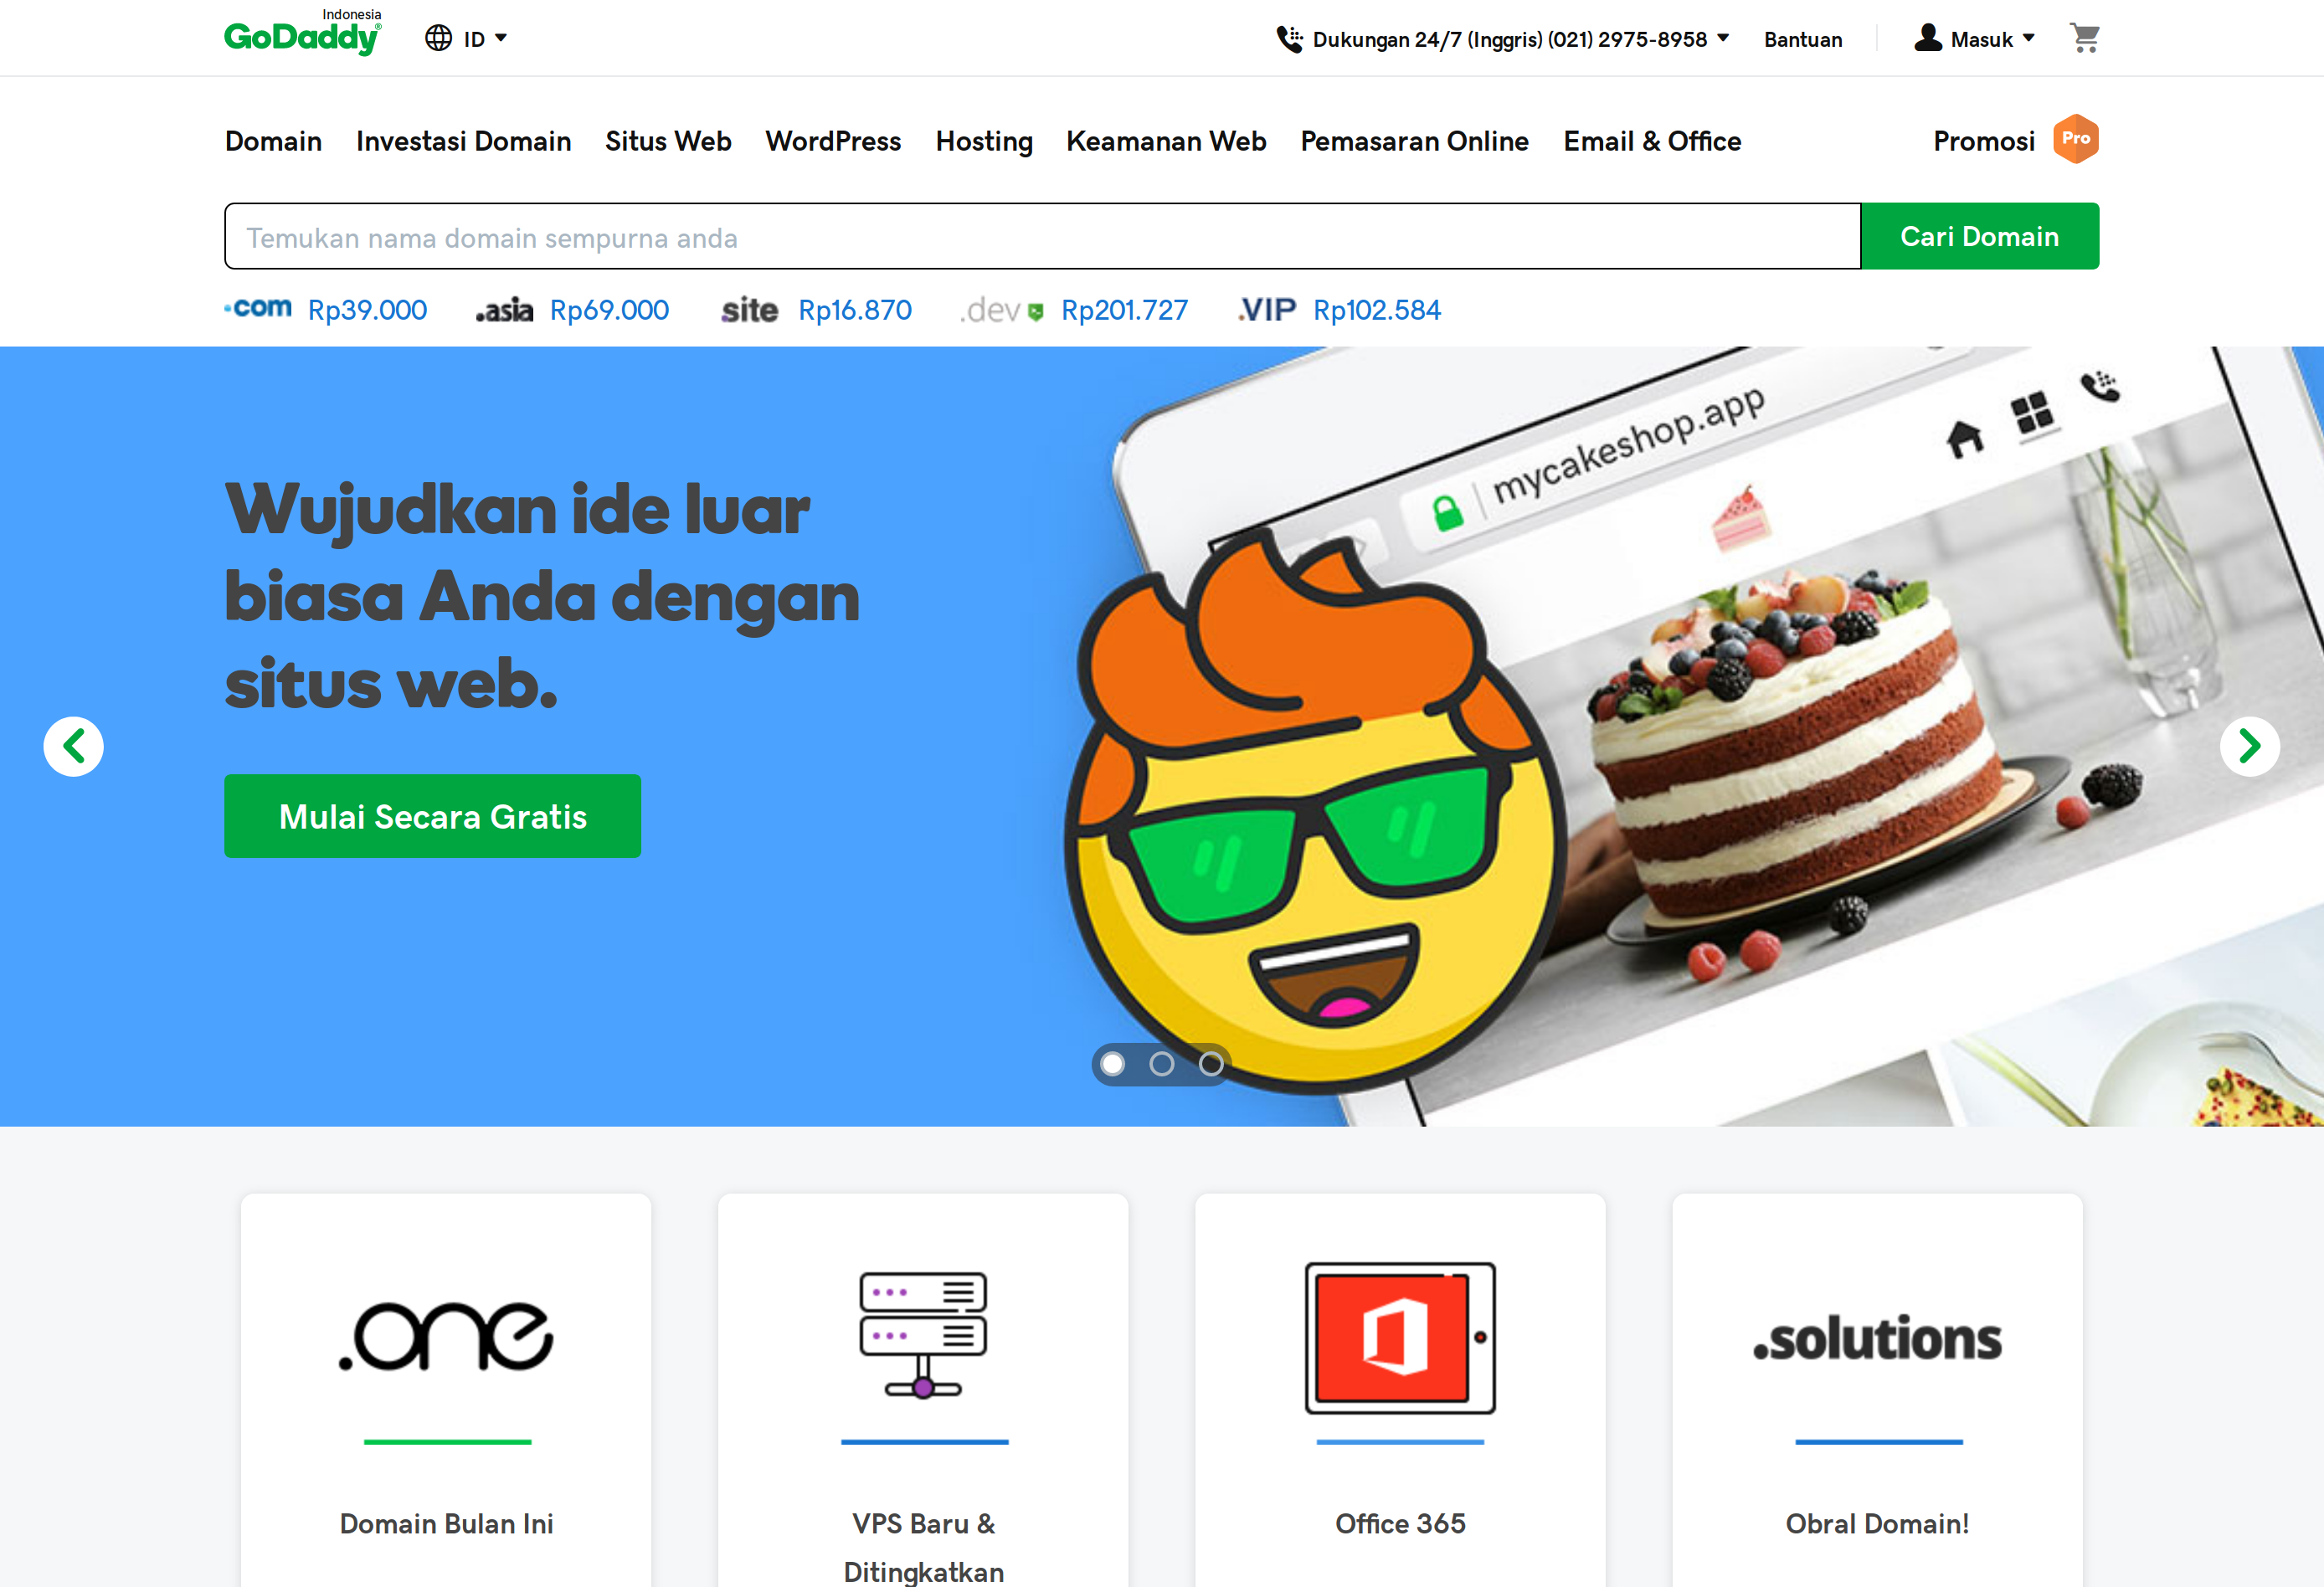 Indonesia
GoDaddy®
ID
Dukungan 24/7 (Inggris) (021) 2975-8958
Bantuan
Masuk
Domain
Investasi Domain
Situs Web
WordPress
Hosting
Keamanan Web
Pemasaran Online
Email & Office
Promosi
Pro
Temukan nama domain sempurna anda
Cari Domain
.com Rp39.000
.asia Rp69.000
.site Rp16.870
.dev Rp201.727
.VIP Rp102.584
mycakeshop.app
Wujudkan ide luar
biasa Anda dengan
situs web.
Mulai Secara Gratis
.one
.solutions
Domain Bulan Ini
VPS Baru &
Ditingkatkan
Office 365
Obral Domain!